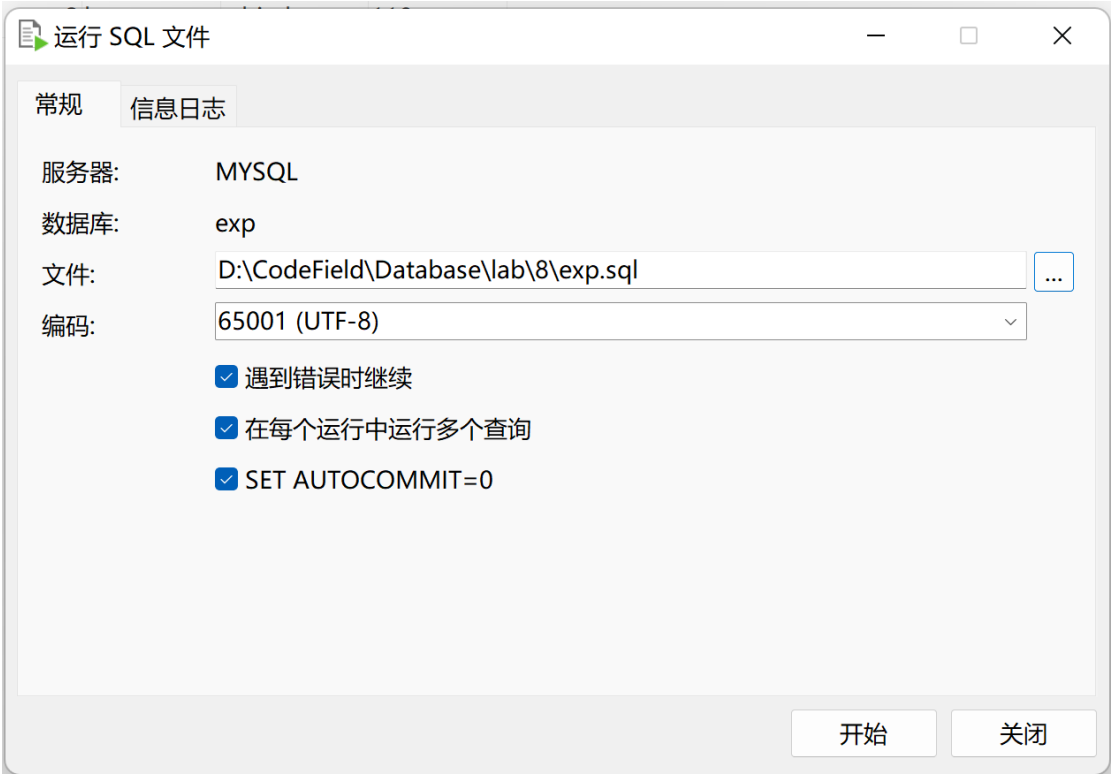 运行 SQL 文件
常规
信息日志
服务器: MYSQL
数据库: exp
文件: D:\CodeField\Database\lab\8\exp.sql ...
编码: 65001 (UTF-8)
遇到错误时继续
在每个运行中运行多个查询
SET AUTOCOMMIT=0
开始 关闭